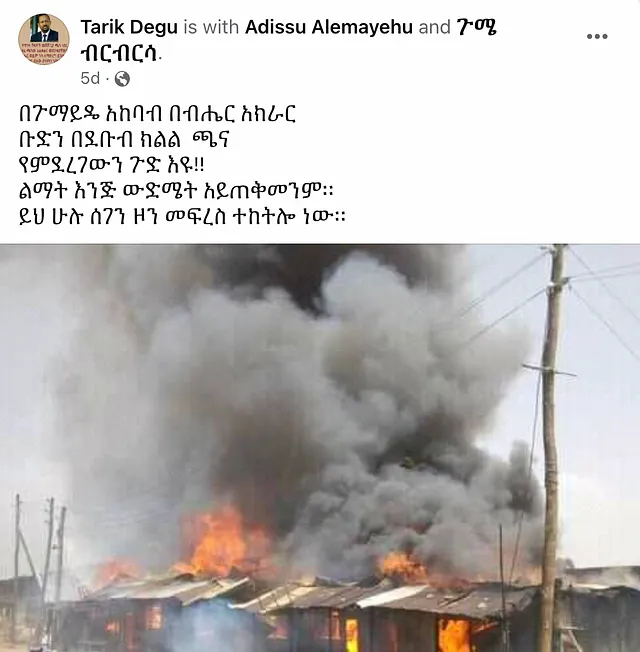 Tarik Degu is with Adissu Alemayehu and ጉሜ
ብርብርሳ.
5d ·
በጉማይዴ አከባብ በብሔር አክራር
ቡድን በደቡብ ክልል ጫና
የምደረገውን ጉድ እዩ!!
ልማት እንጅ ውድሜት አይጠቅመንም።
ይህ ሁሉ ሰገን ዞን መፍረስ ተከትሎ ነው።